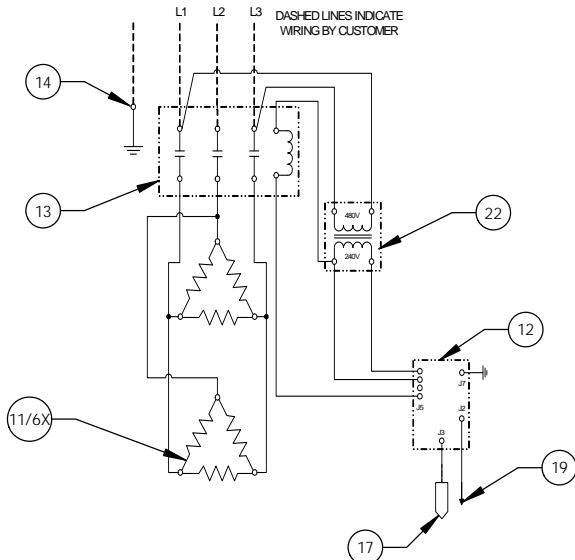 L1 L2 L3 DASHED LINES INDICATE
WIRING BY CUSTOMER
14
13
480V
240V
22
12
J7
J5
J2
J3
11/6X
19
17